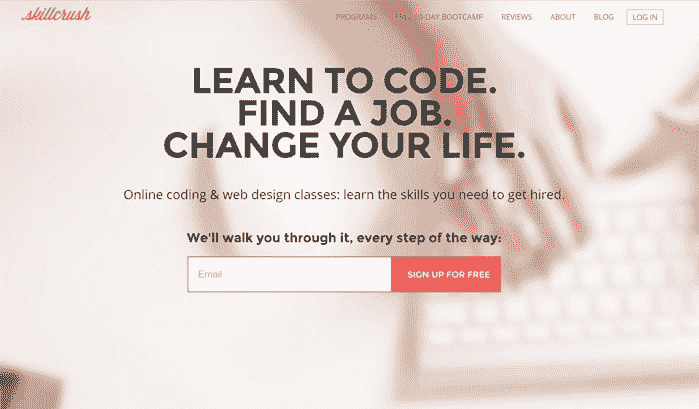 skillcrush
PROGRAMS
10-DAY BOOTCAMP
REVIEWS
ABOUT
BLOG
LOG IN
LEARN TO CODE.
FIND A JOB.
CHANGE YOUR LIFE.
Online coding & web design classes: learn the skills you need to get hired.
We'll walk you through it, every step of the way:
Email
SIGN UP FOR FREE